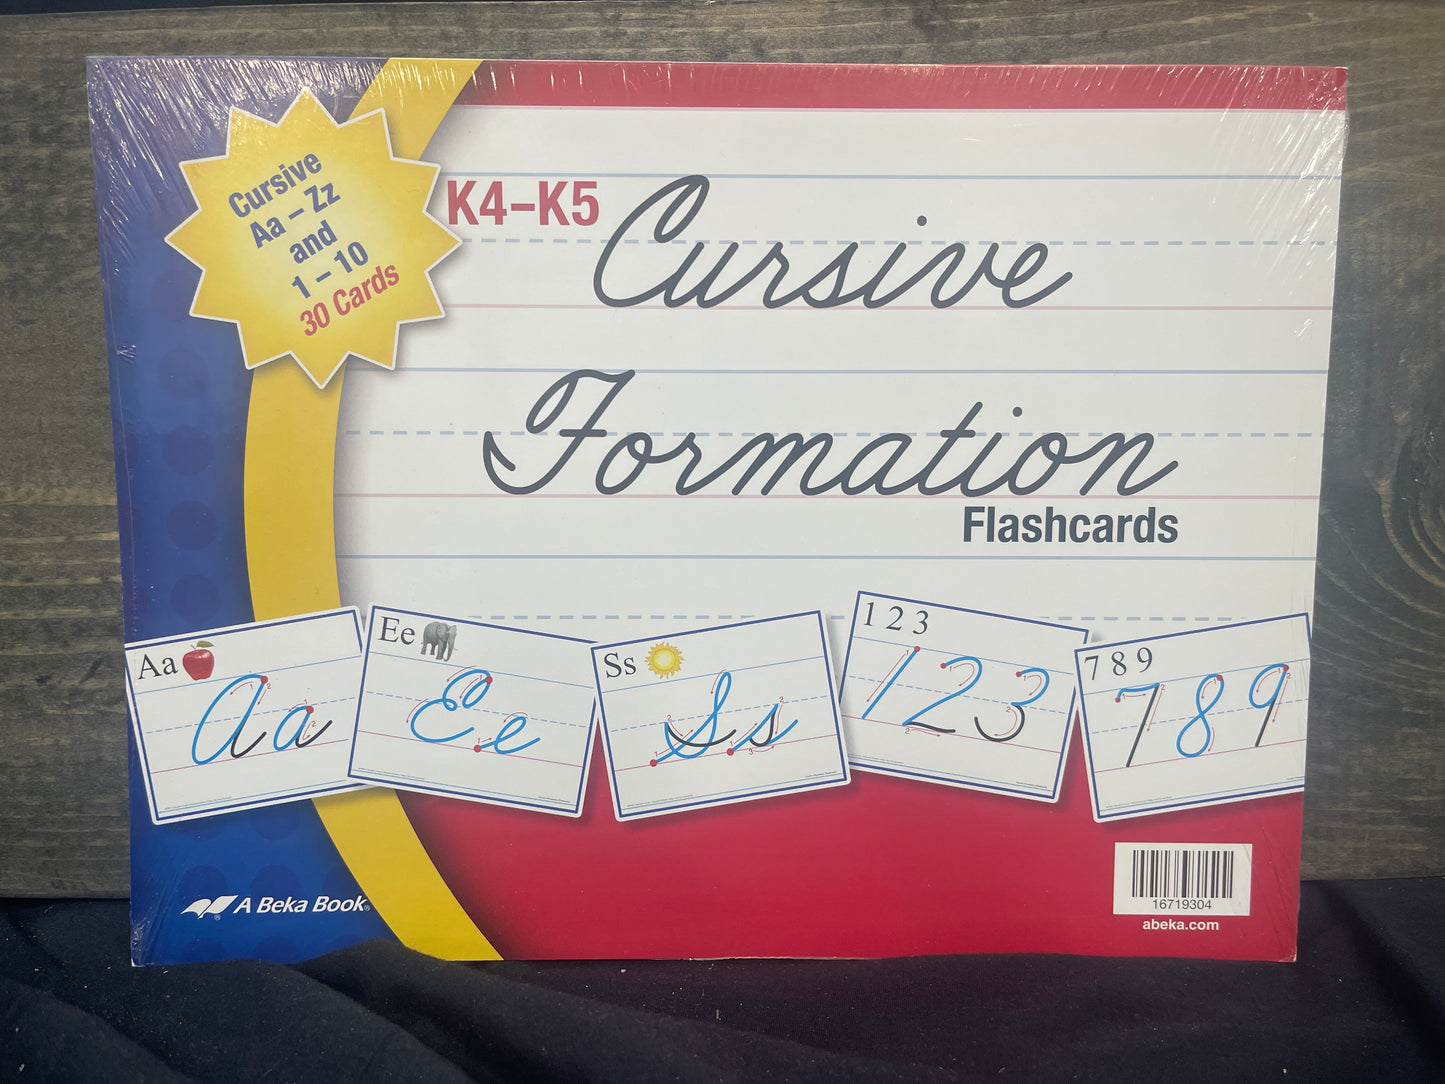 Cursive
Aa – Zz
and
1 – 10
30 Cards
K4–K5
Cursive
Formation
Flashcards
Aa
Aa
Ee
Ee
Ss
Ss
1 2 3
123
7 8 9
789
A Beka Book®
16719304
abeka.com